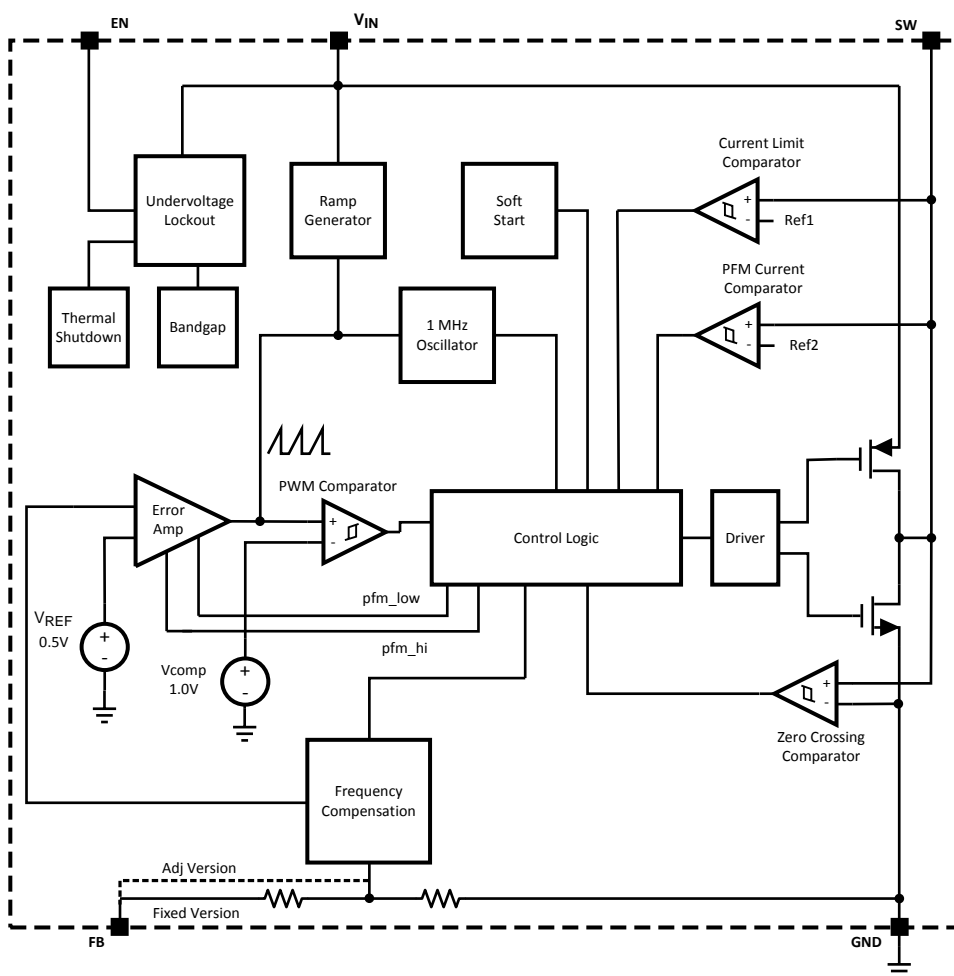 EN
VIN
SW
Current Limit
Comparator
Undervoltage
Lockout
Ramp
Generator
Soft
Start
+
-
Ref1
PFM Current
Comparator
Thermal
Shutdown
Bandgap
1 MHz
Oscillator
+
-
Ref2
PWM Comparator
Error
Amp
+
-
Control Logic
Driver
pfm_low
VREF
0.5V
+
-
pfm_hi
Vcomp
1.0V
+
-
+
-
Zero Crossing
Comparator
Frequency
Compensation
Adj Version
Fixed Version
FB
GND